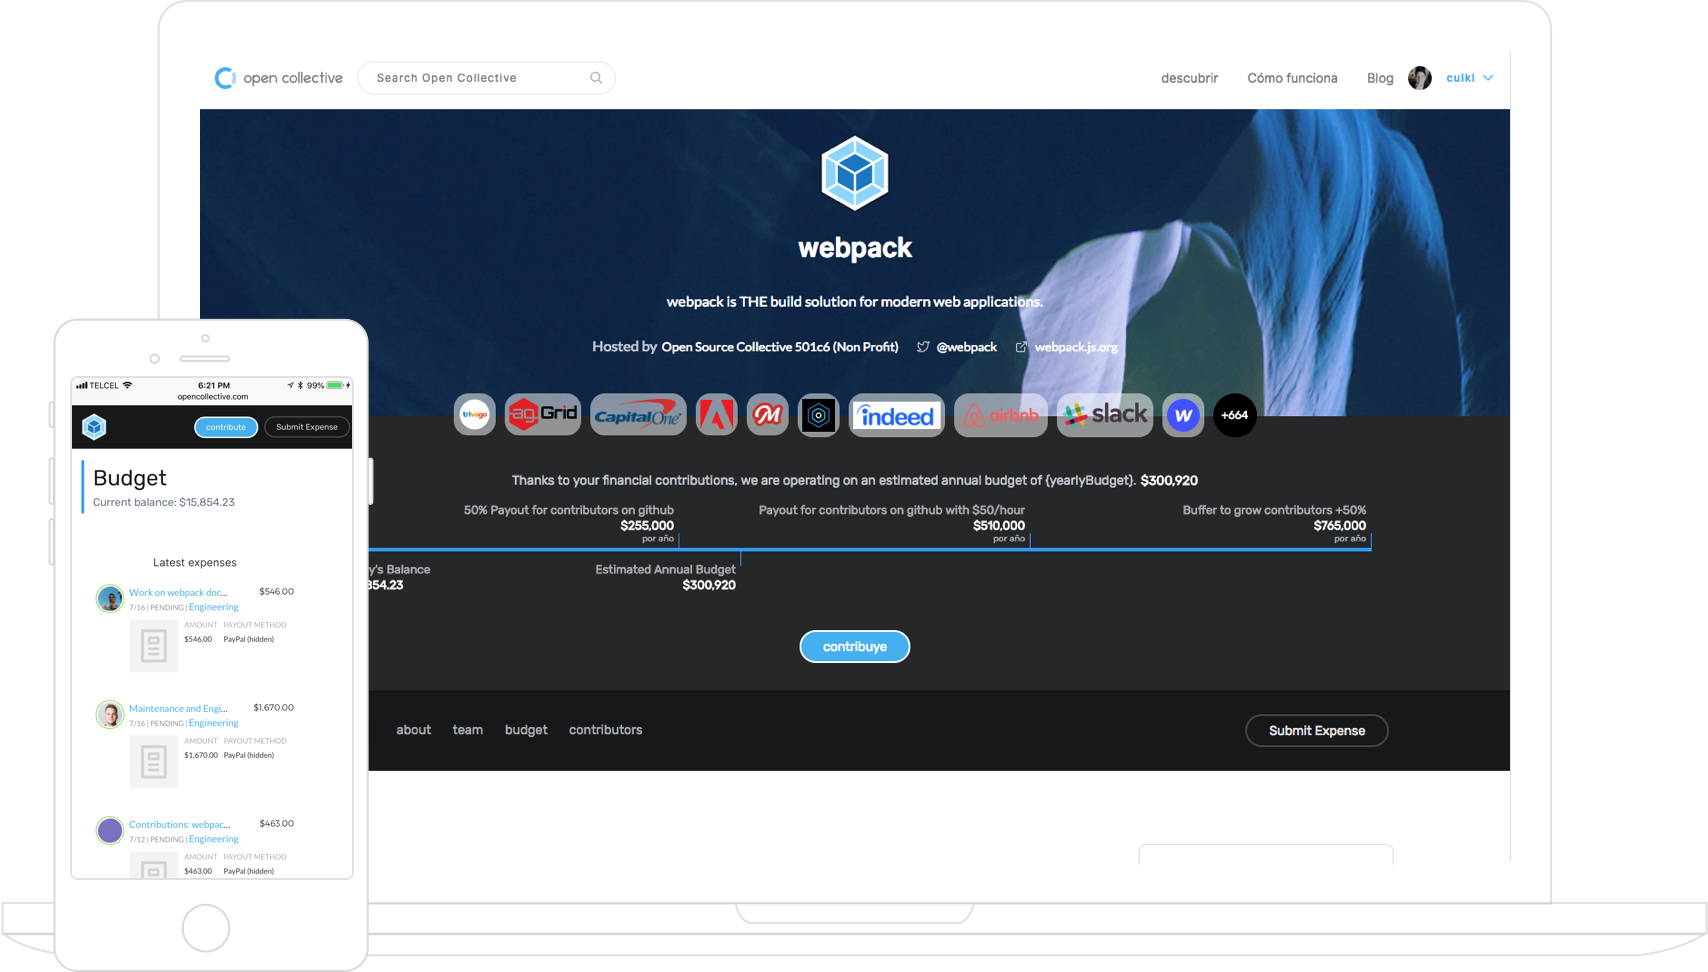 open collective
Search Open Collective
descubrir
Cómo funciona
Blog
cuiki
webpack
webpack is THE build solution for modern web applications.
Hosted by Open Source Collective 501c6 (Non Profit)
@webpack
webpack.js.org
trivago
ag Grid
Capital One
indeed
airbnb
slack
W
+664
Thanks to your financial contributions, we are operating on an estimated annual budget of {yearlyBudget}. $300,920
50% Payout for contributors on github
$255,000
por año
Payout for contributors on github with $50/hour
$510,000
por año
Buffer to grow contributors +50%
$765,000
por año
y's Balance
354.23
Estimated Annual Budget
$300,920
contribuye
about
team
budget
contributors
Submit Expense
TELCEL
6:21 PM
99%
opencollective.com
contribute
Submit Expense
Budget
Current balance: $15,854.23
Latest expenses
Work on webpack doc...
$546.00
7/16 | PENDING | Engineering
AMOUNT PAYOUT METHOD
$546.00 PayPal (hidden)
Maintenance and Engi...
$1,670.00
7/16 | PENDING | Engineering
AMOUNT PAYOUT METHOD
$1,670.00 PayPal (hidden)
Contributions: webpac...
$463.00
7/12 | PENDING | Engineering
AMOUNT PAYOUT METHOD
$463.00 PayPal (hidden)